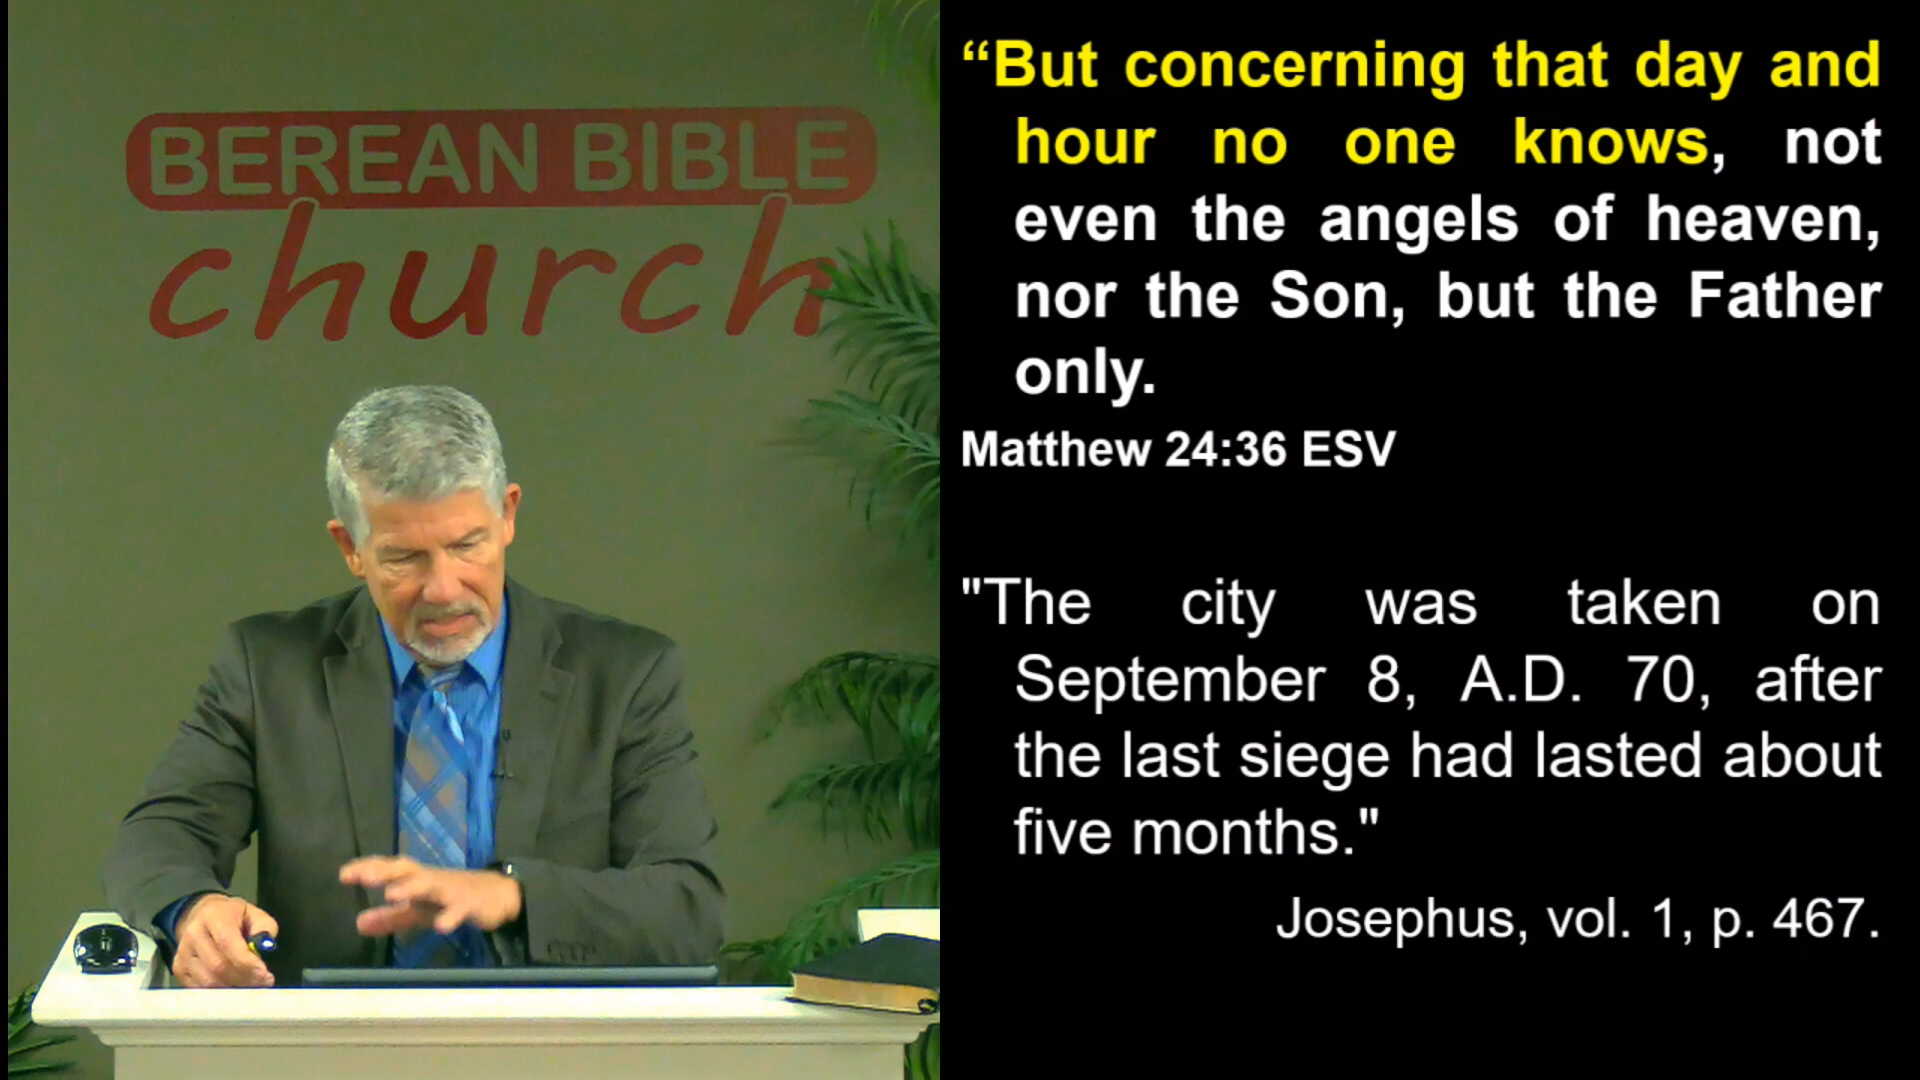 BEREAN BIBLE
church
“But concerning that day and
hour no one knows, not
even the angels of heaven,
nor the Son, but the Father
only.
Matthew 24:36 ESV
"The city was taken on
September 8, A.D. 70, after
the last siege had lasted about
five months."
Josephus, vol. 1, p. 467.